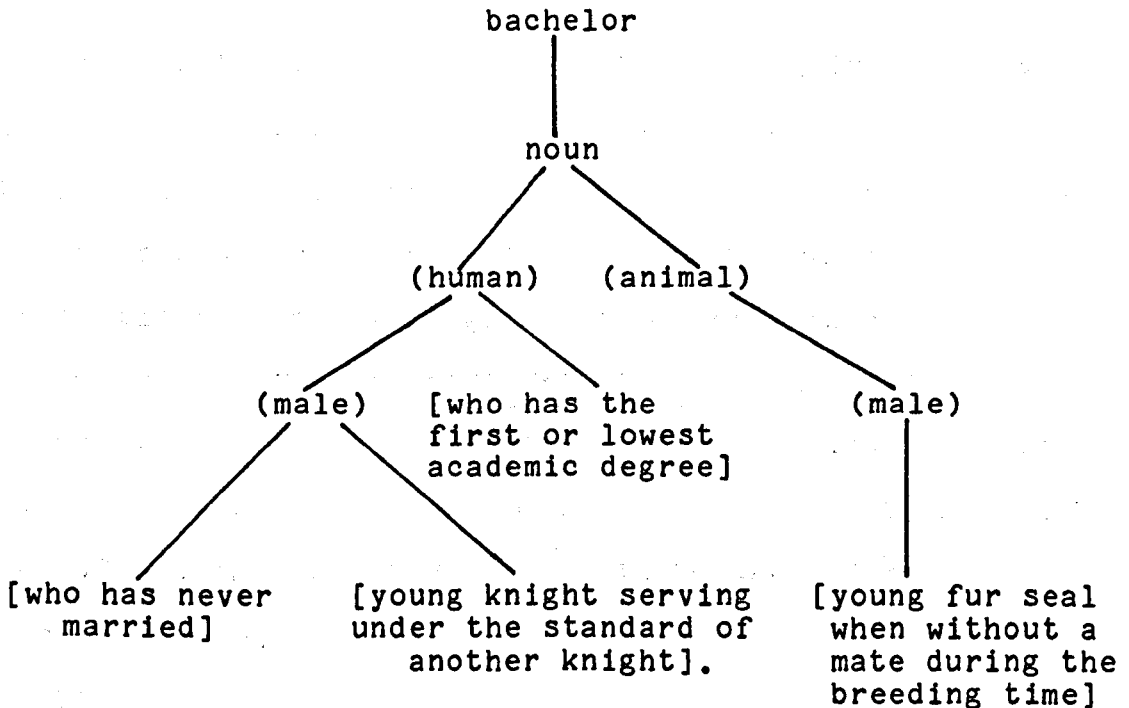 bachelor
noun
(human) (animal)
(male) [who has the (male)
first or lowest
academic degree]
[who has never [young knight serving [young fur seal
married] under the standard of when without a
another knight]. mate during the
breeding time]